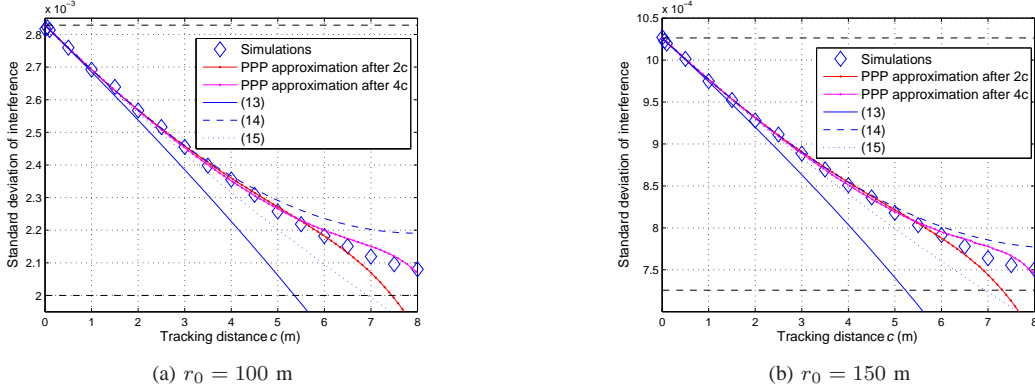 x 10⁻³
2.8
2.7
2.6
2.5
2.4
2.3
2.2
2.1
2
0 1 2 3 4 5 6 7 8
Standard deviation of interference
Tracking distance c (m)
Simulations
PPP approximation after 2c
PPP approximation after 4c
(13)
(14)
(15)
(a) r₀ = 100 m
x 10⁻⁴
10.5
10
9.5
9
8.5
8
7.5
0 1 2 3 4 5 6 7 8
Standard deviation of interference
Tracking distance c (m)
Simulations
PPP approximation after 2c
PPP approximation after 4c
(13)
(14)
(15)
(b) r₀ = 150 m